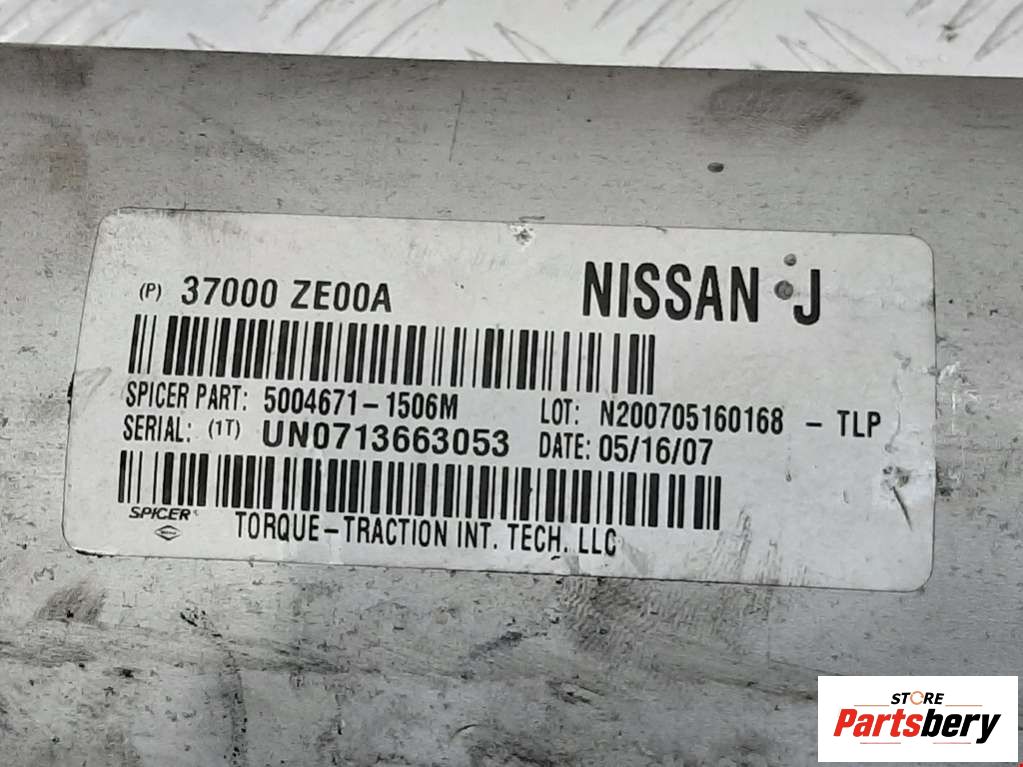 (P) 37000 ZE00A NISSAN J
SPICER PART: 5004671-1506M LOT: N200705160168 - TLP
SERIAL: (1T) UN0713663053 DATE: 05/16/07
SPICER
TORQUE-TRACTION INT. TECH. LLC
STORE
Partsbery